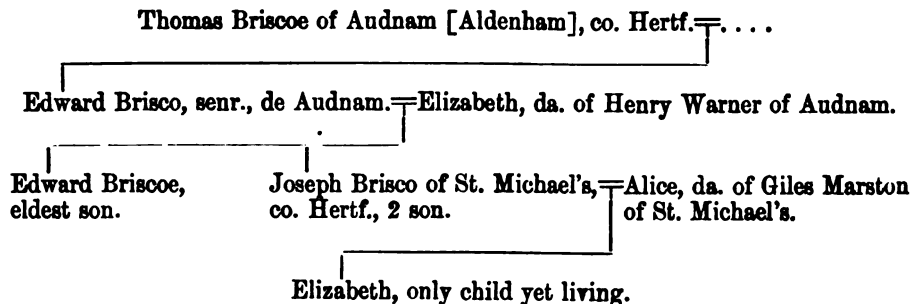 Thomas Briscoe of Audnam [Aldenham], co. Hertf.=....
Edward Brisco, senr., de Audnam.=Elizabeth, da. of Henry Warner of Audnam.
Edward Briscoe, Joseph Brisco of St. Michael's,=Alice, da. of Giles Marston
eldest son. co. Hertf., 2 son. of St. Michael's.
Elizabeth, only child yet living.